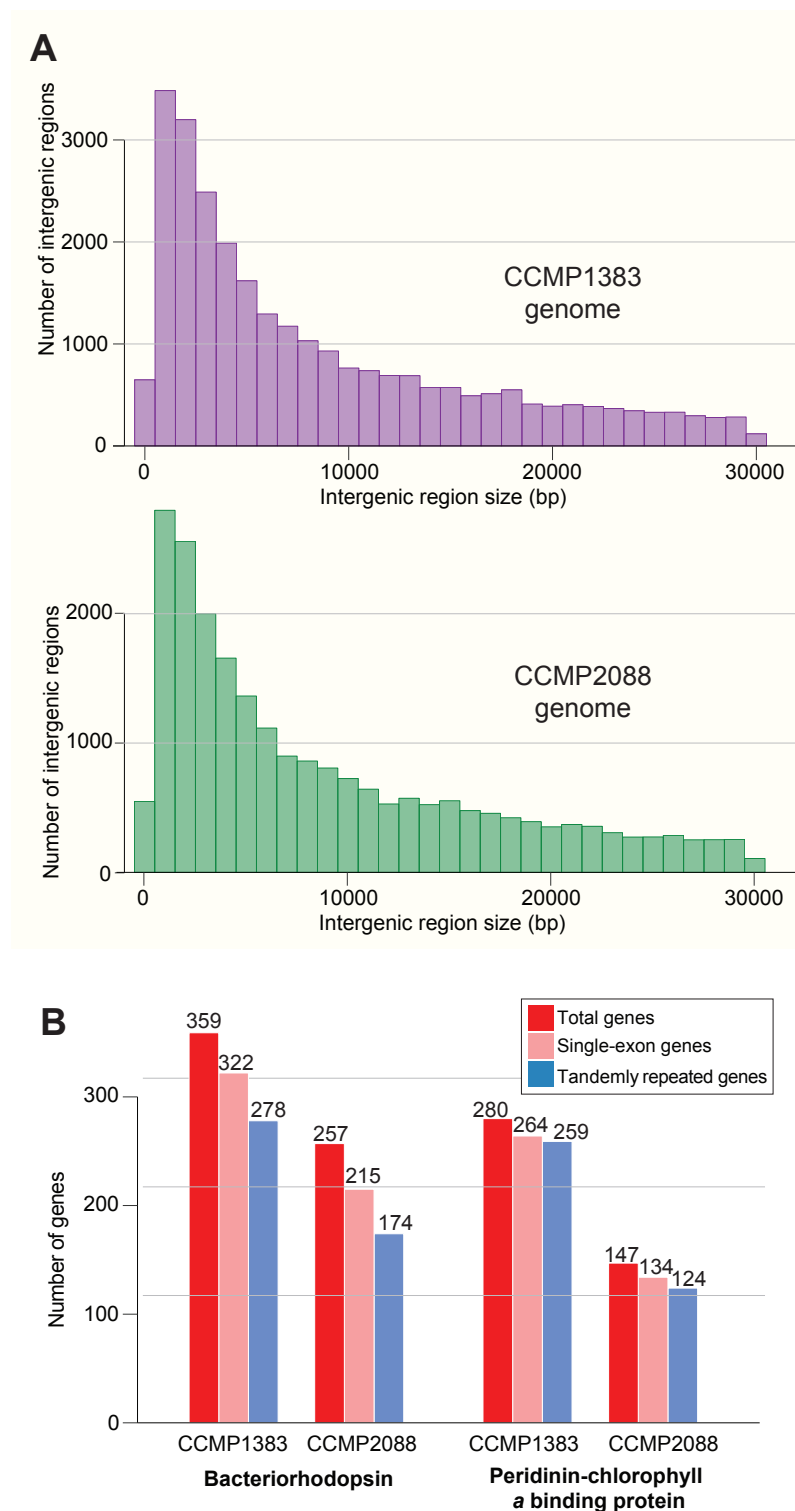 A
Number of intergenic regions
3000
2000
1000
0
CCMP1383
genome
0 10000 20000 30000
Intergenic region size (bp)
Number of intergenic regions
2000
1000
0
CCMP2088
genome
0 10000 20000 30000
Intergenic region size (bp)
B
Total genes
Single-exon genes
Tandemly repeated genes
Number of genes
300
200
100
0
359
322
278
257
215
174
280
264
259
147
134
124
CCMP1383 CCMP2088 CCMP1383 CCMP2088
Bacteriorhodopsin
Peridinin-chlorophyll
a binding protein